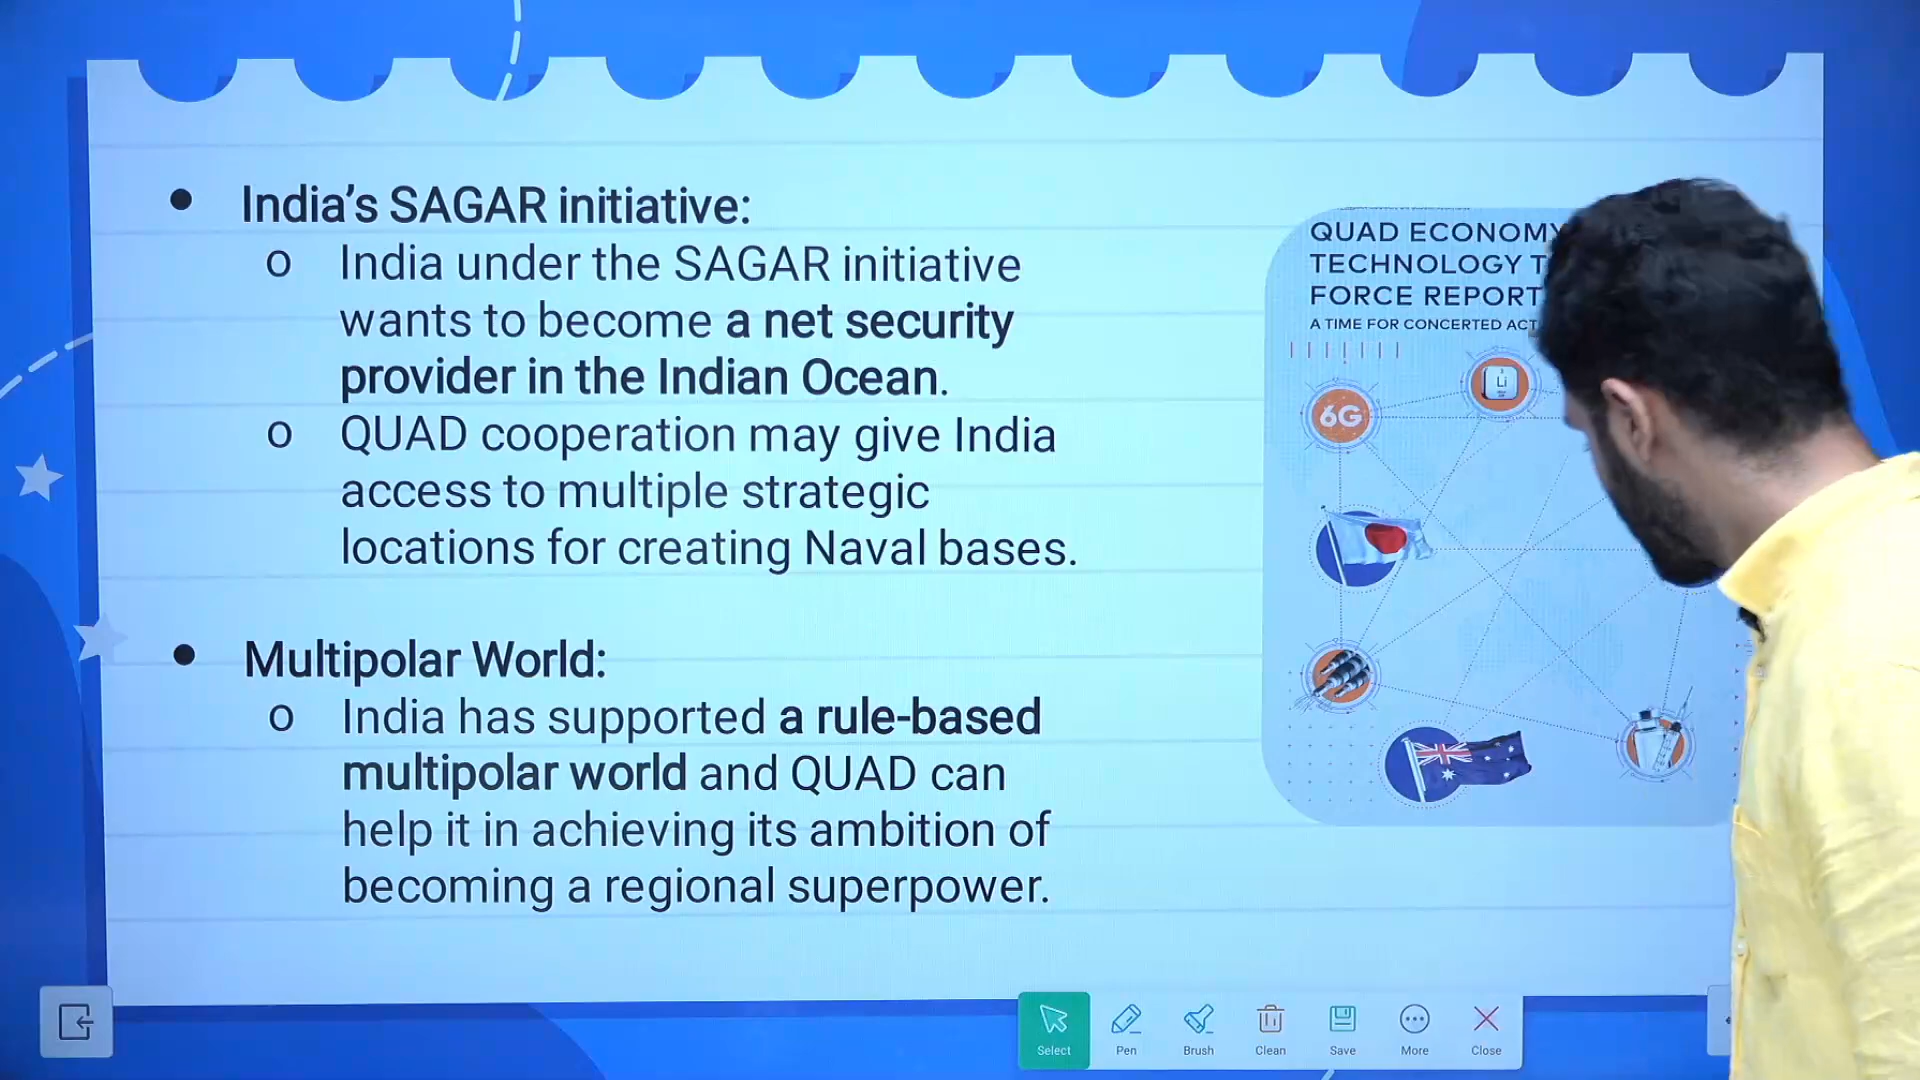 ● India’s SAGAR initiative:
o India under the SAGAR initiative
wants to become a net security
provider in the Indian Ocean.
o QUAD cooperation may give India
access to multiple strategic
locations for creating Naval bases.
● Multipolar World:
o India has supported a rule-based
multipolar world and QUAD can
help it in achieving its ambition of
becoming a regional superpower.
QUAD ECONOMY
TECHNOLOGY
FORCE REPORT
A TIME FOR CONCERTED
Li
6G
Select Pen Brush Clean Save More Close